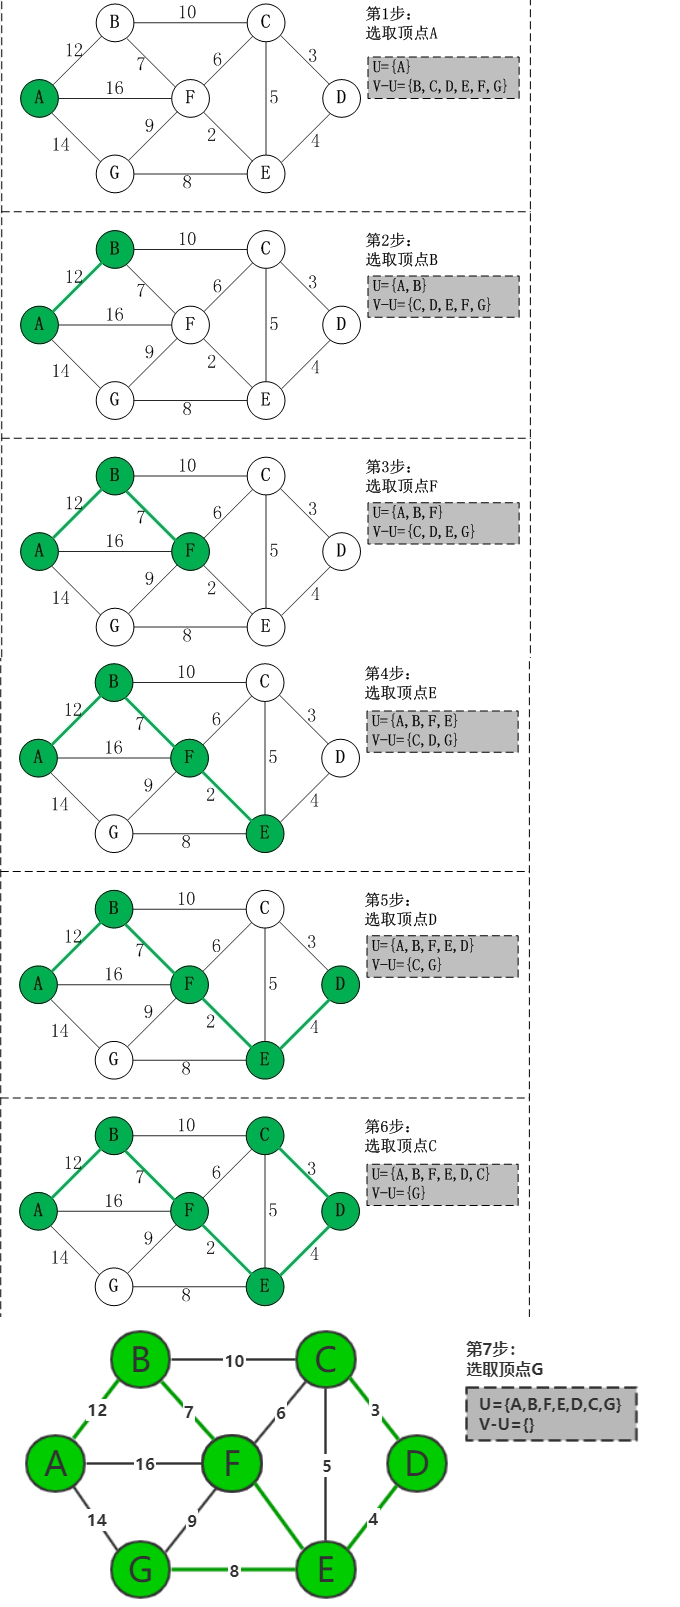 第1步:
选取顶点A
U={A}
V-U={B,C,D,E,F,G}
B 10 C
12 7 6 3
A 16 F 5 D
14 9 2 4
G 8 E
第2步:
选取顶点B
U={A,B}
V-U={C,D,E,F,G}
B 10 C
12 7 6 3
A 16 F 5 D
14 9 2 4
G 8 E
第3步:
选取顶点F
U={A,B,F}
V-U={C,D,E,G}
B 10 C
12 7 6 3
A 16 F 5 D
14 9 2 4
G 8 E
第4步:
选取顶点E
U={A,B,F,E}
V-U={C,D,G}
B 10 C
12 7 6 3
A 16 F 5 D
14 9 2 4
G 8 E
第5步:
选取顶点D
U={A,B,F,E,D}
V-U={C,G}
B 10 C
12 7 6 3
A 16 F 5 D
14 9 2 4
G 8 E
第6步:
选取顶点C
U={A,B,F,E,D,C}
V-U={G}
B 10 C
12 7 6 3
A 16 F 5 D
14 9 2 4
G 8 E
第7步:
选取顶点G
U={A,B,F,E,D,C,G}
V-U={}
B 10 C
12 7 6 3
A 16 F 5 D
14 9 4
G 8 E